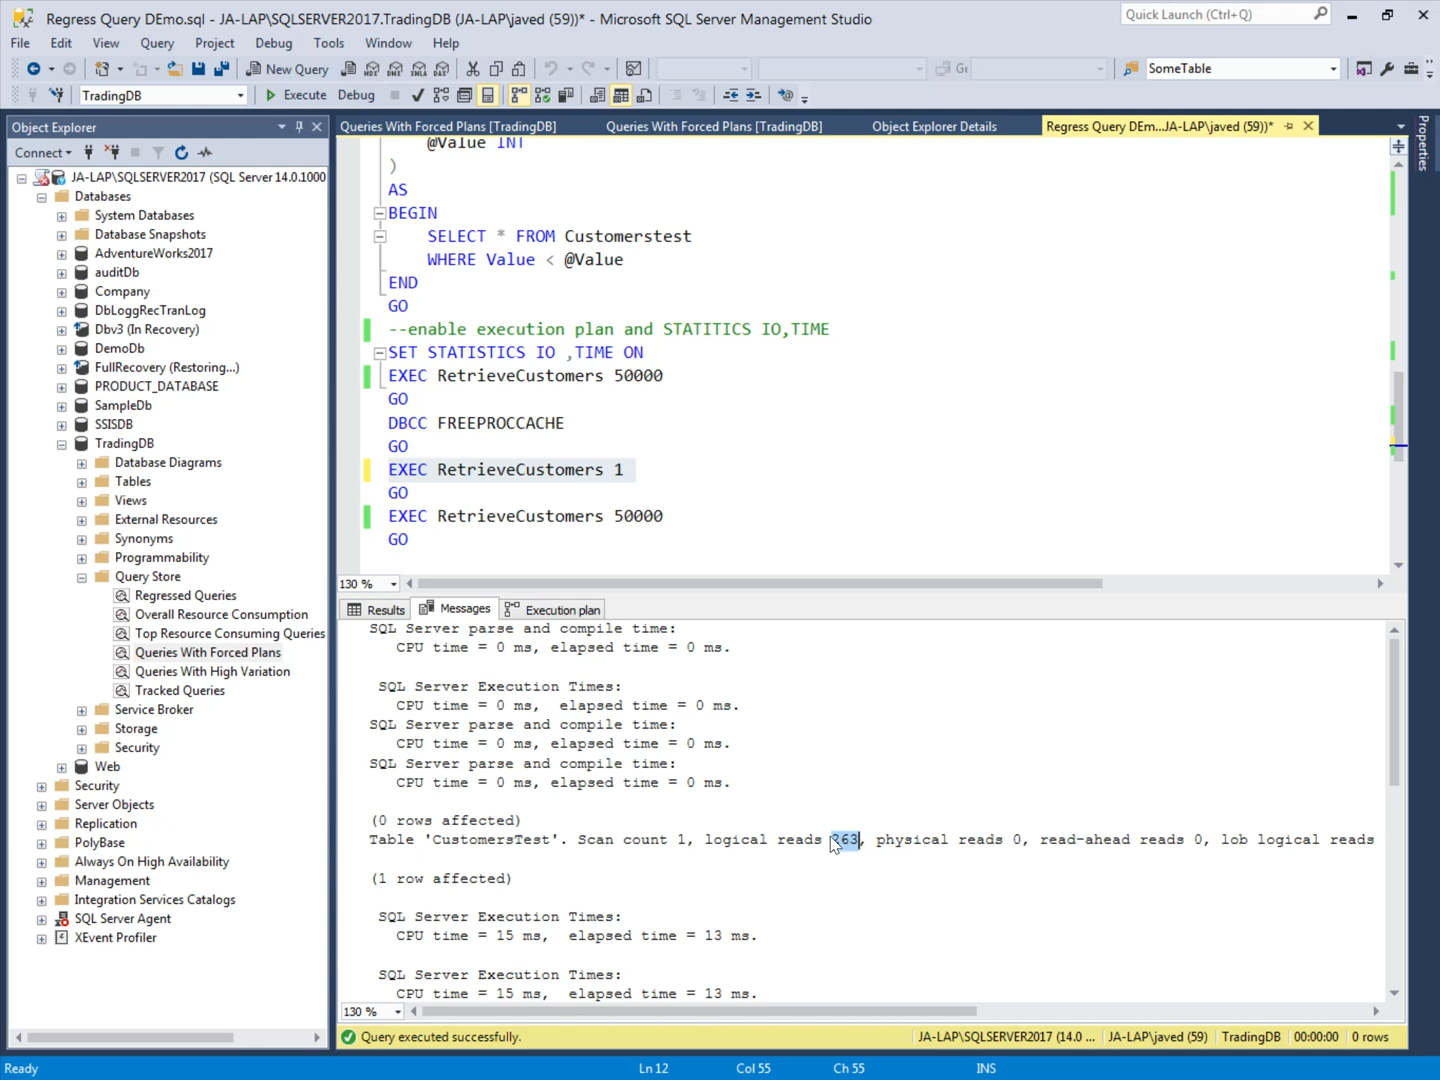 Regress Query DEmo.sql - JA-LAP\SQLSERVER2017.TradingDB (JA-LAP\javed (59))* - Microsoft SQL Server Management Studio
Quick Launch (Ctrl+Q)
File Edit View Query Project Debug Tools Window Help
New Query
SomeTable
TradingDB
Execute Debug
Object Explorer
Queries With Forced Plans [TradingDB]
Queries With Forced Plans [TradingDB]
Object Explorer Details
Regress Query DEm...JA-LAP\javed (59))*
Properties
Connect
JA-LAP\SQLSERVER2017 (SQL Server 14.0.1000
Databases
System Databases
Database Snapshots
AdventureWorks2017
auditDb
Company
DbLoggRecTranLog
Dbv3 (In Recovery)
DemoDb
FullRecovery (Restoring...)
PRODUCT_DATABASE
SampleDb
SSISDB
TradingDB
Database Diagrams
Tables
Views
External Resources
Synonyms
Programmability
Query Store
Regressed Queries
Overall Resource Consumption
Top Resource Consuming Queries
Queries With Forced Plans
Queries With High Variation
Tracked Queries
Service Broker
Storage
Security
Web
Security
Server Objects
Replication
PolyBase
Always On High Availability
Management
Integration Services Catalogs
SQL Server Agent
XEvent Profiler
@Value INT
)
AS
BEGIN
SELECT * FROM Customerstest
WHERE Value < @Value
END
GO
--enable execution plan and STATITICS IO,TIME
SET STATISTICS IO ,TIME ON
EXEC RetrieveCustomers 50000
GO
DBCC FREEPROCCACHE
GO
EXEC RetrieveCustomers 1
GO
EXEC RetrieveCustomers 50000
GO
130 %
Results Messages Execution plan
SQL Server parse and compile time:
CPU time = 0 ms, elapsed time = 0 ms.
SQL Server Execution Times:
CPU time = 0 ms, elapsed time = 0 ms.
SQL Server parse and compile time:
CPU time = 0 ms, elapsed time = 0 ms.
SQL Server parse and compile time:
CPU time = 0 ms, elapsed time = 0 ms.
(0 rows affected)
Table 'CustomersTest'. Scan count 1, logical reads , physical reads 0, read-ahead reads 0, lob logical reads
(1 row affected)
SQL Server Execution Times:
CPU time = 15 ms, elapsed time = 13 ms.
SQL Server Execution Times:
CPU time = 15 ms, elapsed time = 13 ms.
130 %
Query executed successfully.
JA-LAP\SQLSERVER2017 (14.0 ...
JA-LAP\javed (59)
TradingDB
00:00:00
0 rows
Ready
Ln 12
Col 55
Ch 55
INS